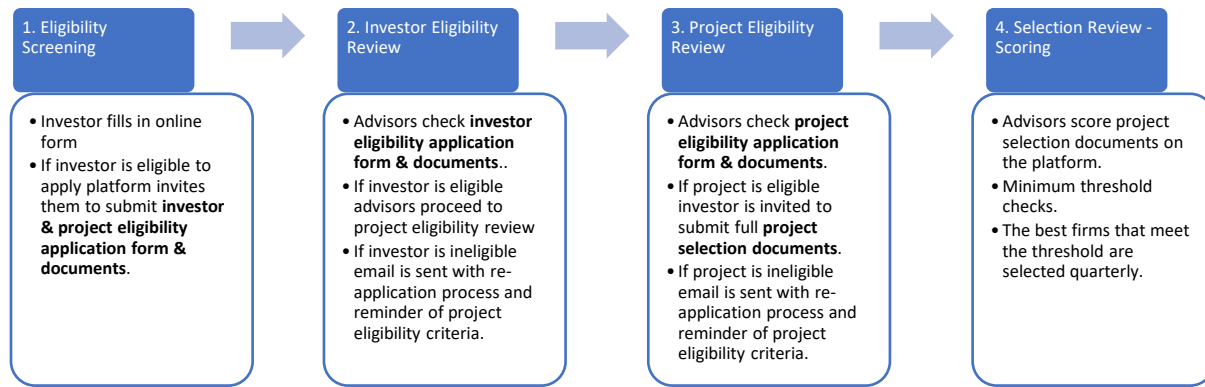 1. Eligibility
Screening
• Investor fills in online
form
• If investor is eligible to
apply platform invites
them to submit investor
& project eligibility
application form &
documents.
2. Investor Eligibility
Review
• Advisors check investor
eligibility application
form & documents..
• If investor is eligible
advisors proceed to
project eligibility review
• If investor is ineligible
email is sent with re-
application process and
reminder of project
eligibility criteria.
3. Project Eligibility
Review
• Advisors check project
eligibility application
form & documents.
• If project is eligible
investor is invited to
submit full project
selection documents.
• If project is ineligible
email is sent with re-
application process and
reminder of project
eligibility criteria.
4. Selection Review -
Scoring
• Advisors score project
selection documents on
the platform.
• Minimum threshold
checks.
• The best firms that meet
the threshold are
selected quarterly.